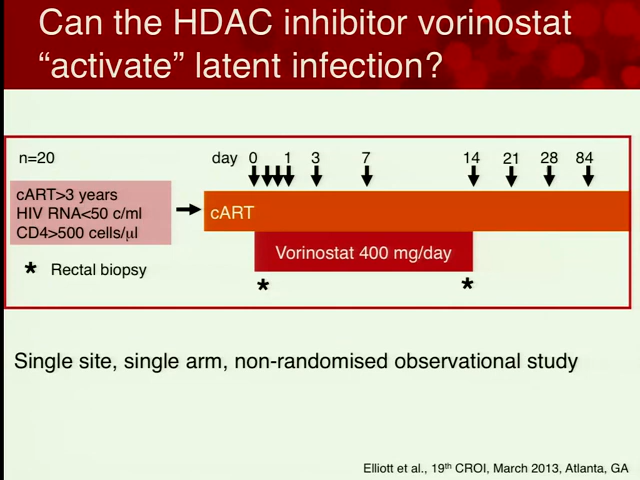 Can the HDAC inhibitor vorinostat
“activate” latent infection?
n=20
day 0 1 3 7 14 21 28 84
cART>3 years
HIV RNA<50 c/ml
CD4>500 cells/μl
cART
Vorinostat 400 mg/day
* Rectal biopsy
* *
Single site, single arm, non-randomised observational study
Elliott et al., 19th CROI, March 2013, Atlanta, GA